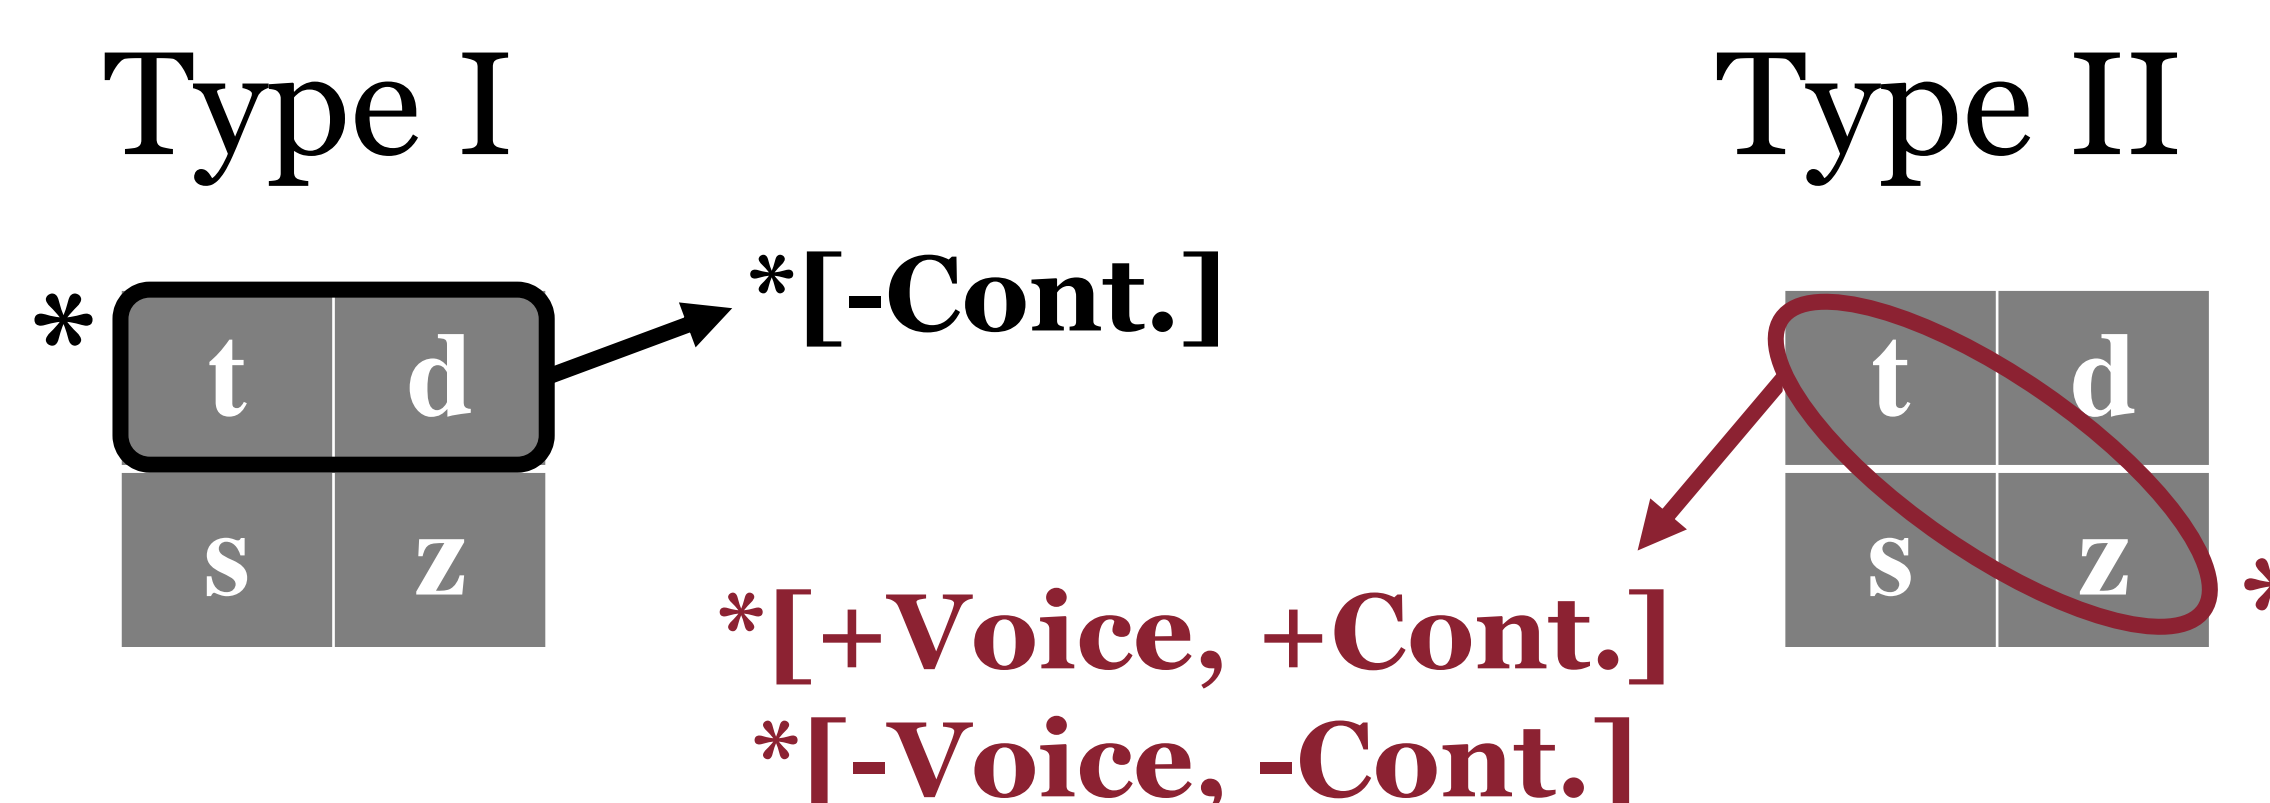 Type I
Type II
*
t d
s z
*[-Cont.]
t d
s z
*
*[+Voice, +Cont.]
*[-Voice, -Cont.]